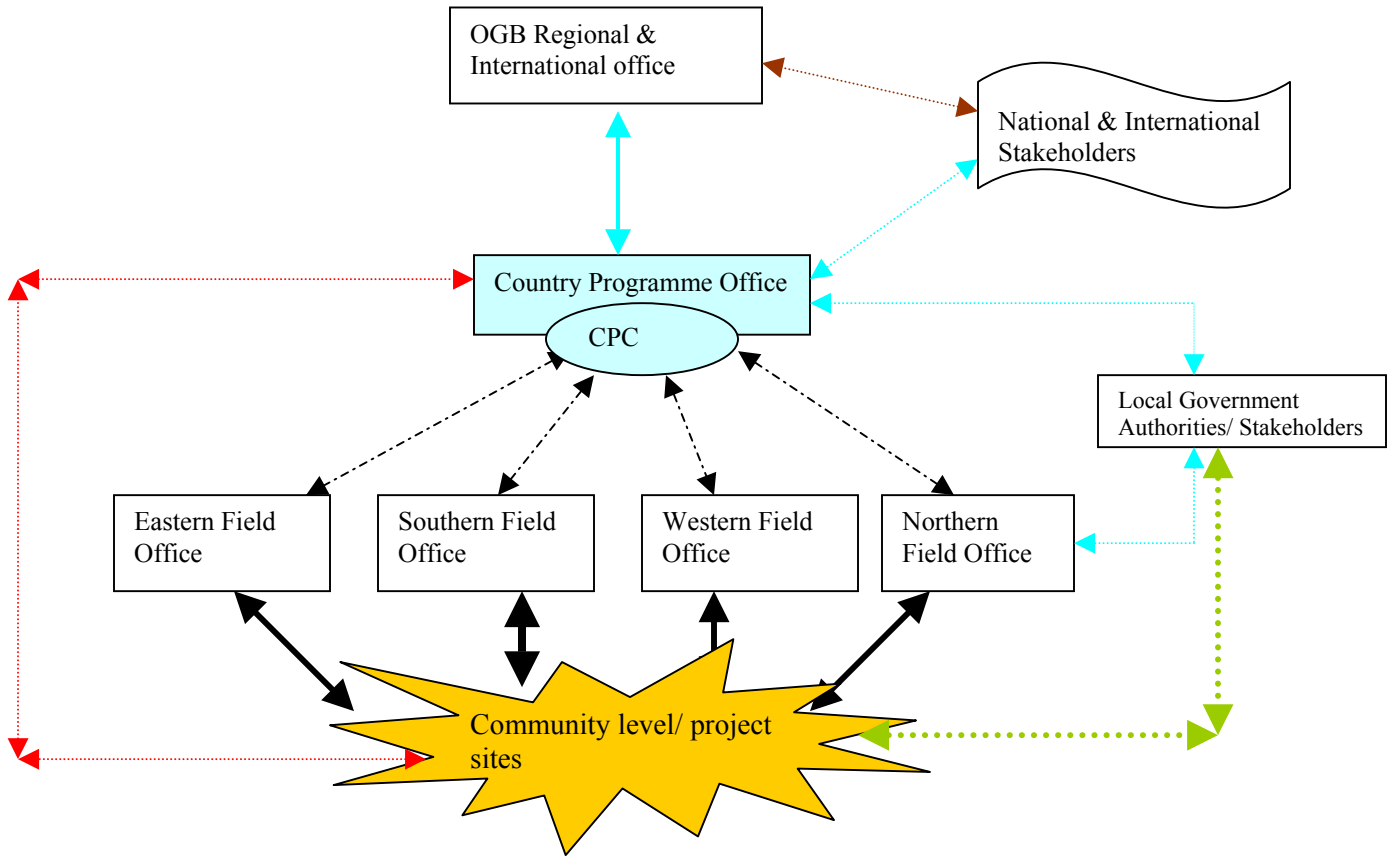 OGB Regional &
International office
National & International
Stakeholders
Country Programme Office
CPC
Local Government
Authorities/ Stakeholders
Eastern Field
Office
Southern Field
Office
Western Field
Office
Northern
Field Office
Community level/ project
sites